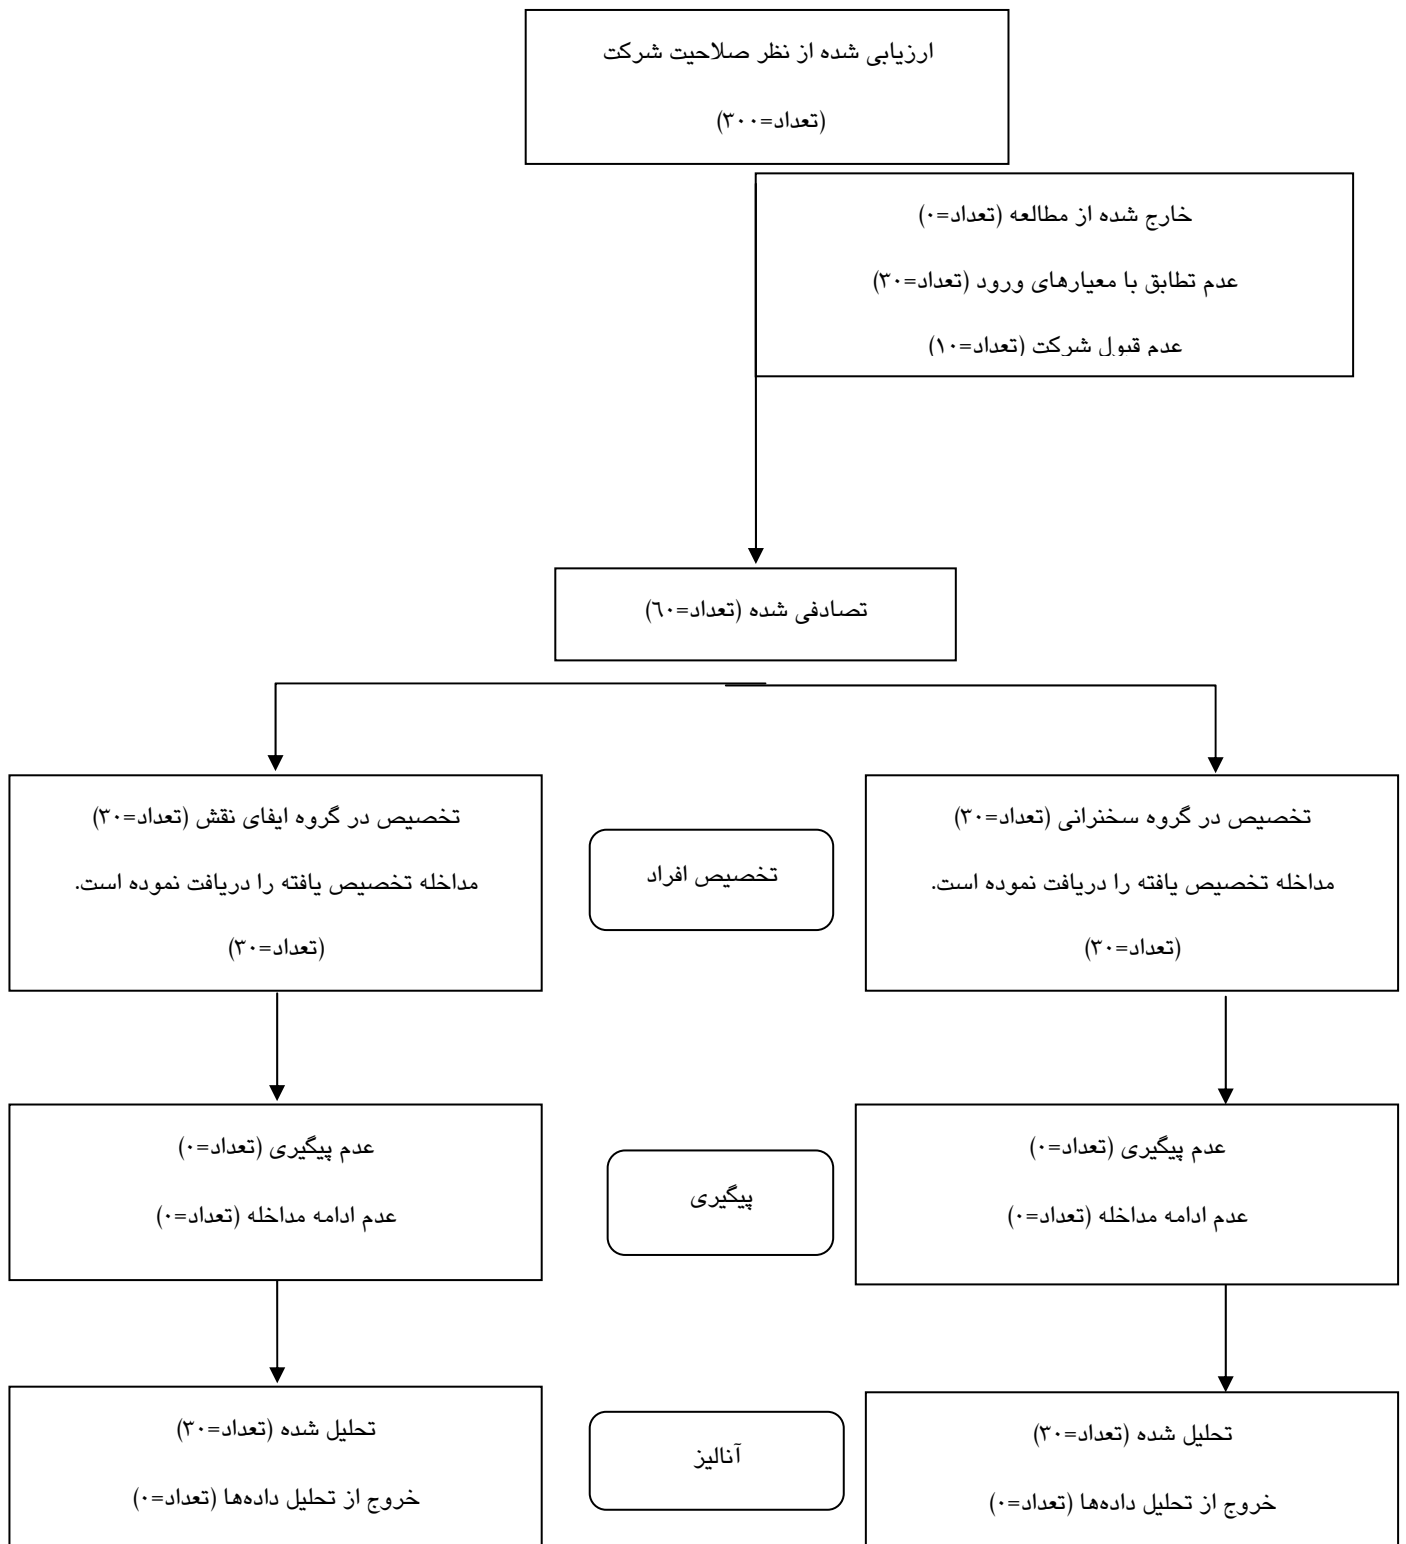 ارزیابی شده از نظر صلاحیت شرکت
(تعداد=۳۰۰)
خارج شده از مطالعه (تعداد=۰)
عدم تطابق با معیارهای ورود (تعداد=۳۰)
عدم قبول شرکت (تعداد=۱۰)
تصادفی شده (تعداد=٦۰)
تخصیص در گروه سخنرانی (تعداد=۳۰)
مداخله تخصیص یافته را دریافت نموده است.
(تعداد=۳۰)
تخصیص افراد
تخصیص در گروه ایفای نقش (تعداد=۳۰)
مداخله تخصیص یافته را دریافت نموده است.
(تعداد=۳۰)
عدم پیگیری (تعداد=۰)
عدم ادامه مداخله (تعداد=۰)
پیگیری
عدم پیگیری (تعداد=۰)
عدم ادامه مداخله (تعداد=۰)
تحلیل شده (تعداد=۳۰)
خروج از تحلیل داده‌ها (تعداد=۰)
آنالیز
تحلیل شده (تعداد=۳۰)
خروج از تحلیل داده‌ها (تعداد=۰)